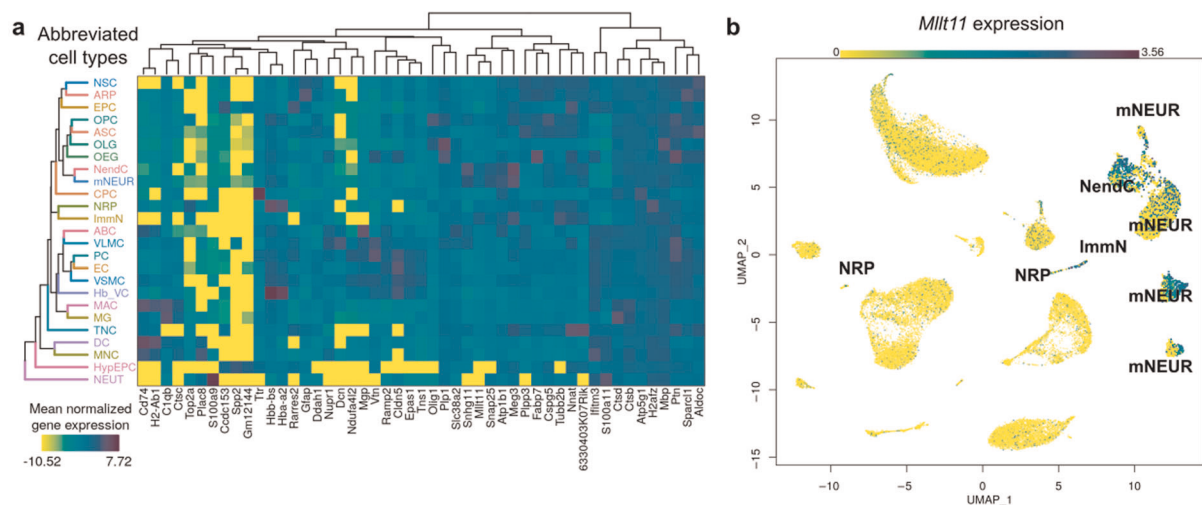 a
Abbreviated
cell types
NSC
ARP
EPC
OPC
ASC
OLG
OEG
NendC
mNEUR
CPC
NRP
ImmN
ABC
VLMC
PC
EC
VSMC
Hb_VC
MAC
MG
TNC
DC
MNC
HypEPC
NEUT
Cd74
H2-Ab1
C1qb
Ctsc
Top2a
Plac8
S100a9
Ccdc153
Spp2
Gm12144
Ttr
Hbb-bs
Hba-a2
Rarres2
Gfap
Ddah1
Nupr1
Dcn
Ndufa4l2
Mgp
Vtn
Ramp2
Cldn5
Epas1
Tns1
Olig1
Plp1
Slc38a2
Snhg11
Mllt11
Snap25
Atp1b1
Meg3
Plpp3
Fabp7
Cspg5
Tubb2b
Nnat
6330403K07Rik
S100a11
Ifitm3
Ctsd
Ctsb
Atp5g1
H2afz
Mbp
Ptn
Sparcl1
Aldoc
Mean normalized
gene expression
-10.52 7.72
b
Mllt11 expression
0 3.56
mNEUR
NendC
mNEUR
ImmN
NRP
NRP
mNEUR
mNEUR
UMAP_2
10
5
0
−5
−10
−15
−10 −5 0 5 10
UMAP_1